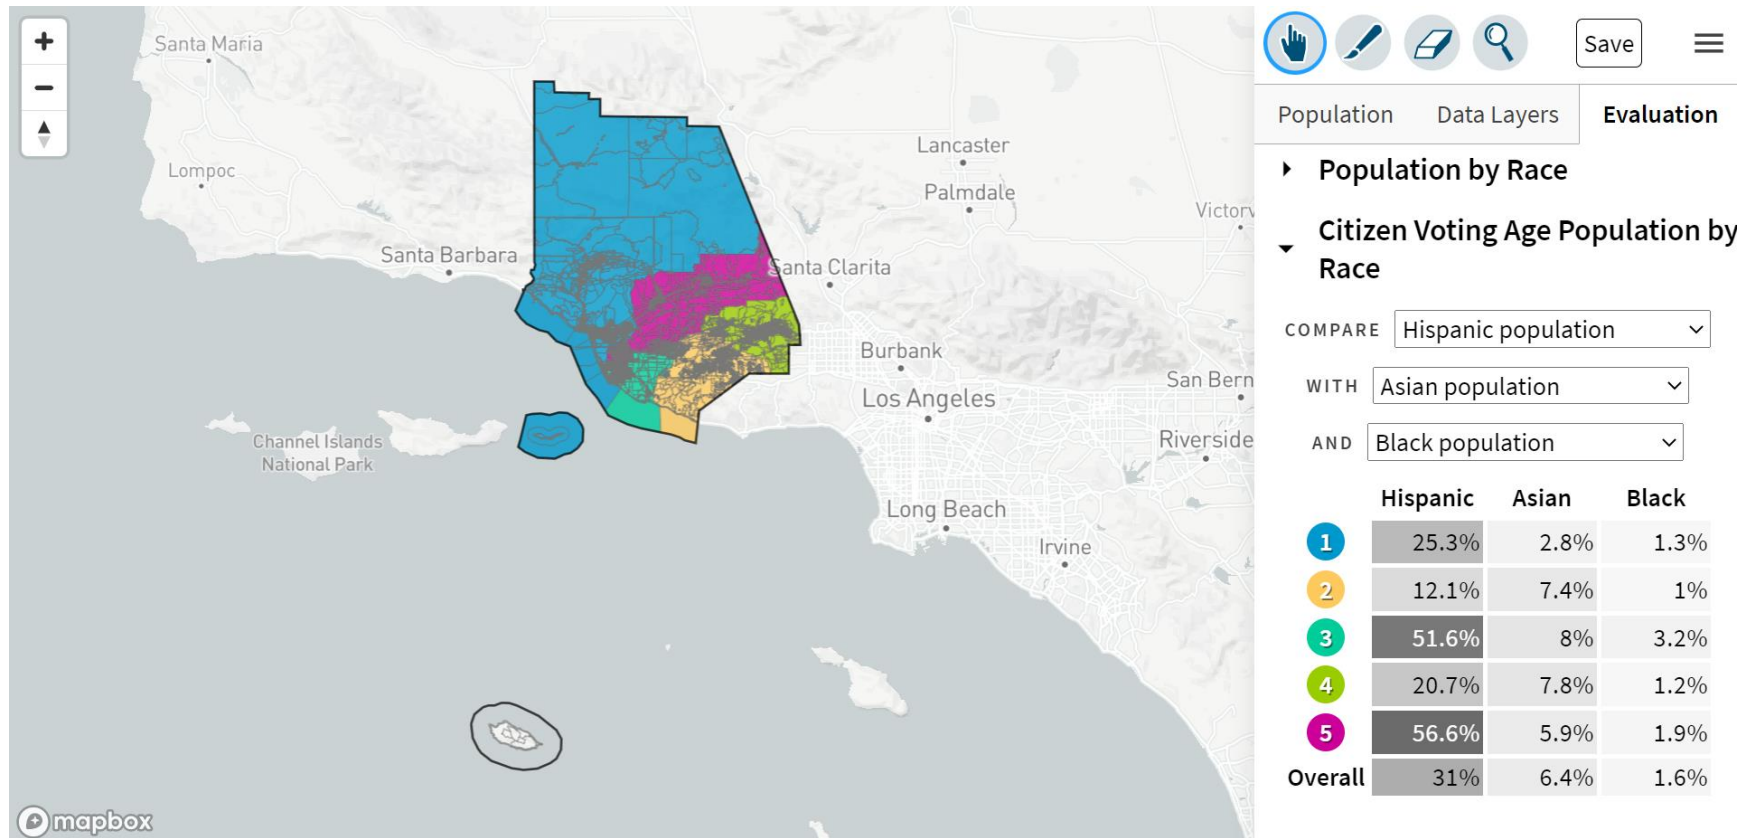 +
−
Santa Maria
Lompoc
Santa Barbara
Lancaster
Palmdale
Victorv
Santa Clarita
Burbank
Los Angeles
San Bern
Riverside
Channel Islands
National Park
Long Beach
Irvine
mapbox
Save
Population Data Layers Evaluation
Population by Race
Citizen Voting Age Population by
Race
COMPARE Hispanic population
WITH Asian population
AND Black population
Hispanic Asian Black
1 25.3% 2.8% 1.3%
2 12.1% 7.4% 1%
3 51.6% 8% 3.2%
4 20.7% 7.8% 1.2%
5 56.6% 5.9% 1.9%
Overall 31% 6.4% 1.6%